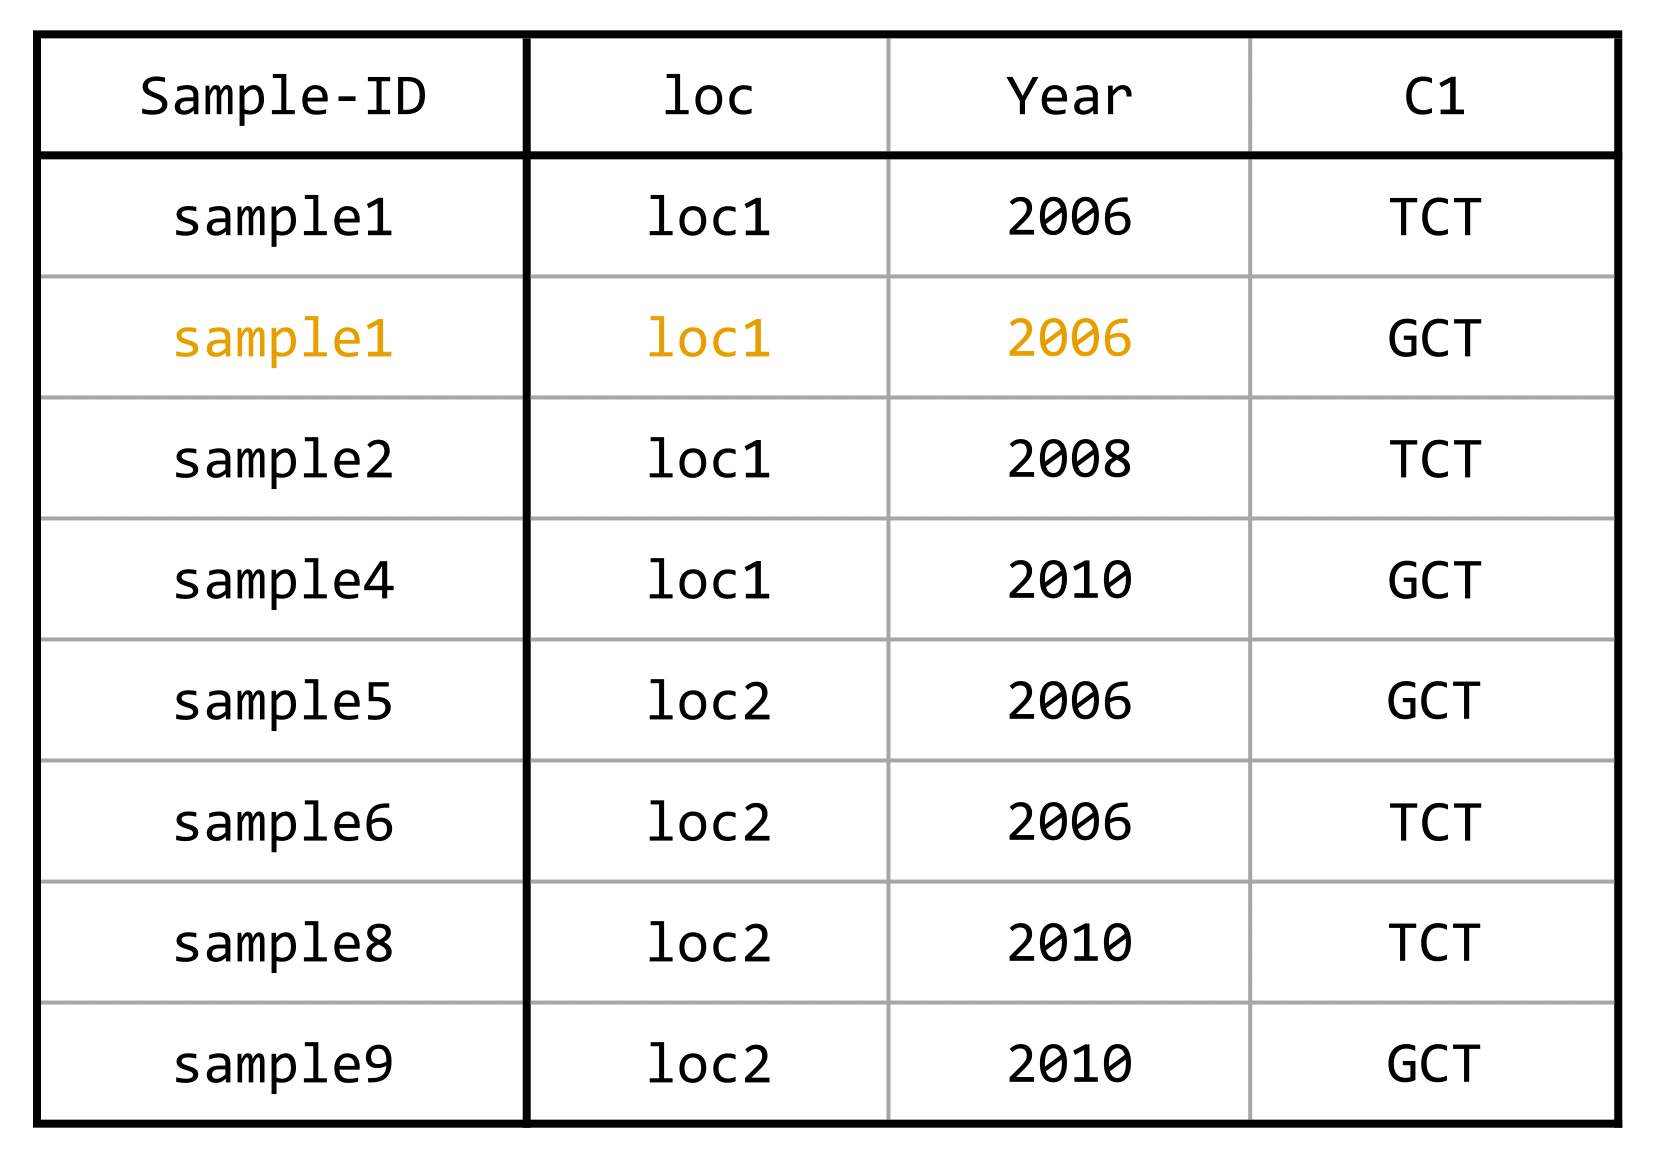 Sample-ID loc Year C1
sample1 loc1 2006 TCT
sample1 loc1 2006 GCT
sample2 loc1 2008 TCT
sample4 loc1 2010 GCT
sample5 loc2 2006 GCT
sample6 loc2 2006 TCT
sample8 loc2 2010 TCT
sample9 loc2 2010 GCT